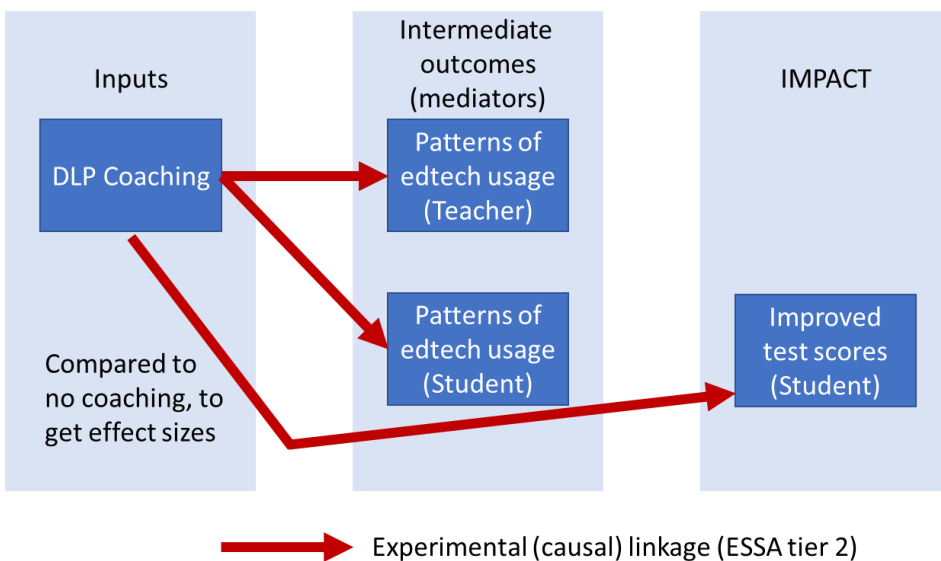 Inputs
DLP Coaching
Compared to
no coaching, to
get effect sizes
Intermediate
outcomes
(mediators)
Patterns of
edtech usage
(Teacher)
Patterns of
edtech usage
(Student)
IMPACT
Improved
test scores
(Student)
Experimental (causal) linkage (ESSA tier 2)